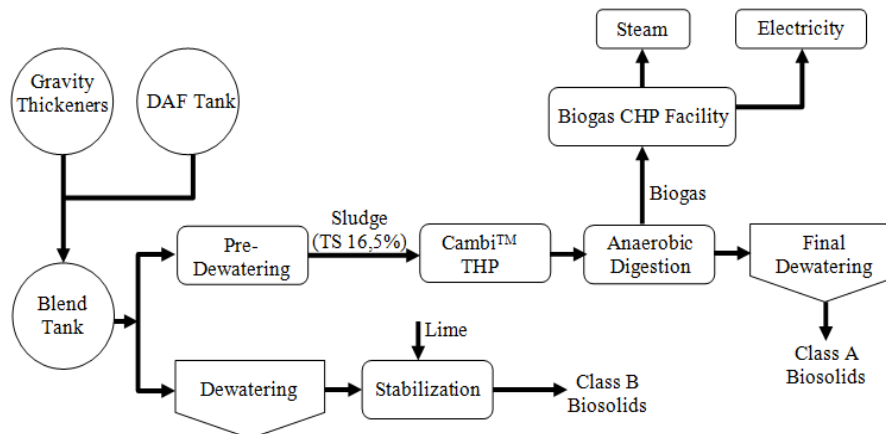 Steam
Electricity
Gravity
Thickeners
DAF Tank
Biogas CHP Facility
Biogas
Sludge
(TS 16,5%)
Pre-
Dewatering
Cambi™
THP
Anaerobic
Digestion
Final
Dewatering
Blend
Tank
Lime
Class A
Biosolids
Dewatering
Stabilization
Class B
Biosolids